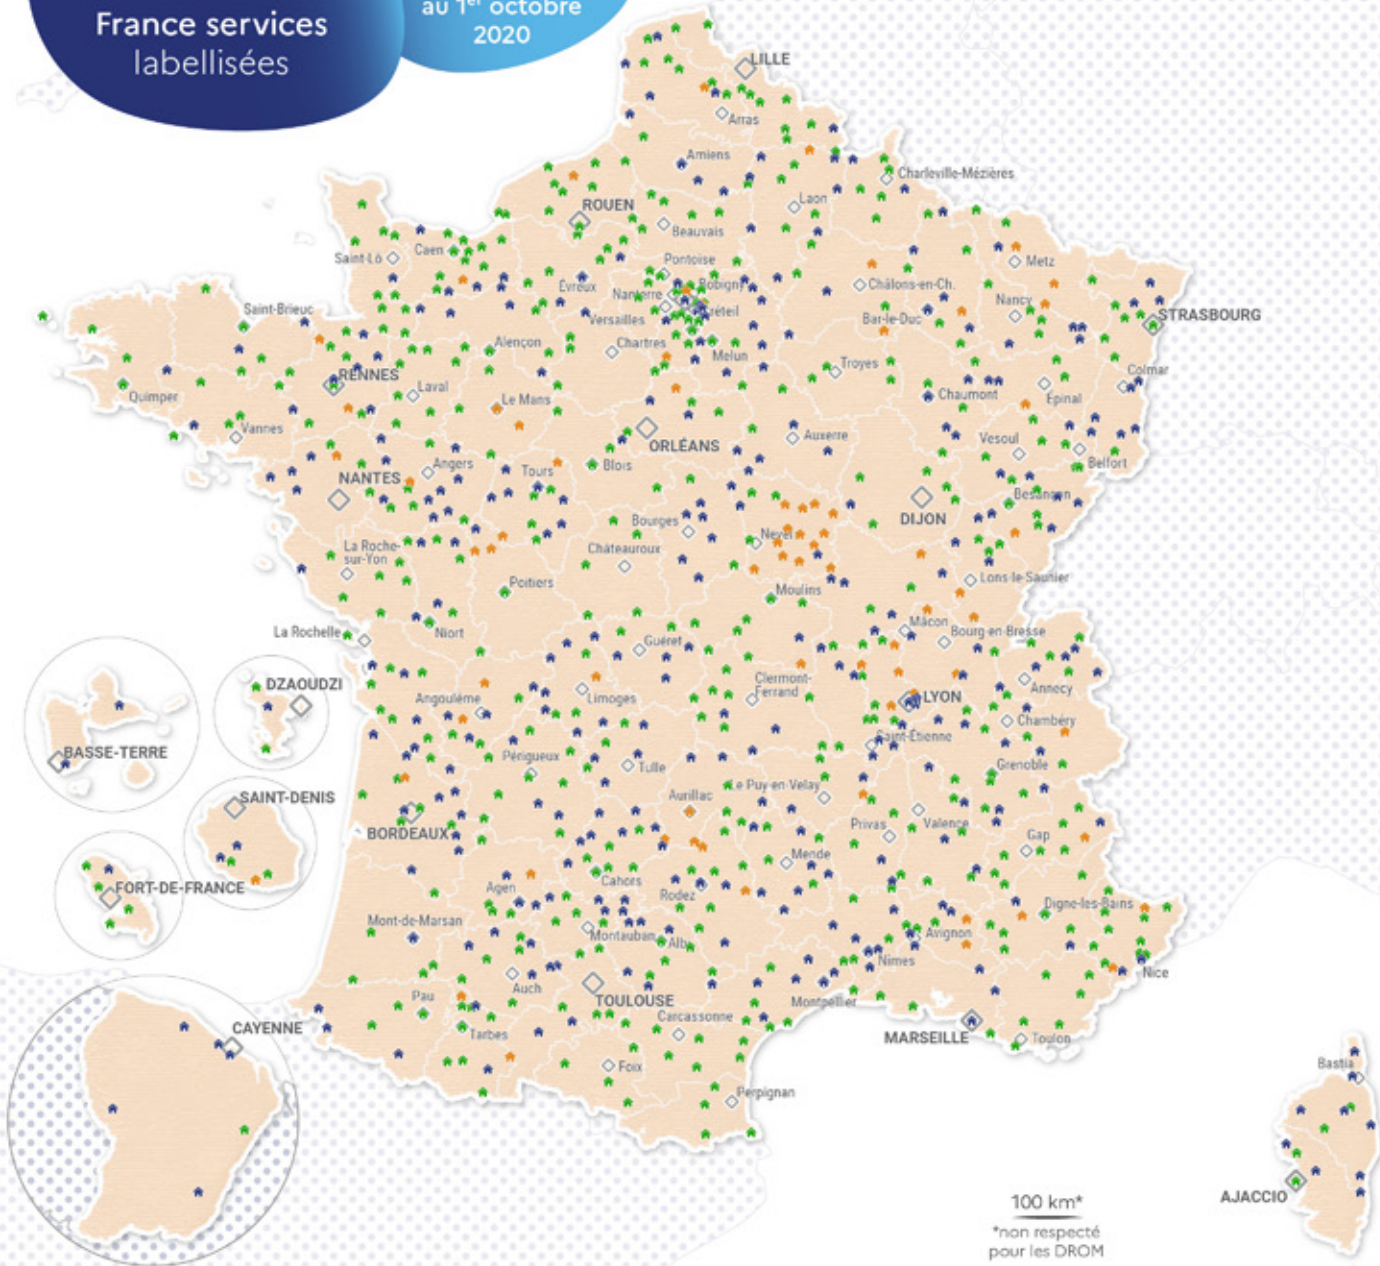 France services
labellisées
au 1er octobre
2020
LILLE
Arras
Amiens
Charleville-Mézières
Laon
ROUEN
Beauvais
Saint-Lô
Caen
Pontoise
Metz
Évreux
Nanterre
Bobigny
Châlons-en-Ch.
Saint-Brieuc
Versailles
Créteil
Bar-le-Duc
Nancy
STRASBOURG
Alençon
Chartres
Melun
Troyes
RENNES
Laval
Colmar
Quimper
Le Mans
Chaumont
Épinal
Vannes
ORLÉANS
Auxerre
Vesoul
Angers
Tours
Blois
Belfort
NANTES
Besançon
DIJON
Bourges
Never
La Roche-
sur-Yon
Châteauroux
Poitiers
Moulins
Lons-le-Saunier
La Rochelle
Niort
Guéret
Mâcon
Bourg-en-Bresse
DZAOUDZI
Angoulême
Limoges
Clermont-
Ferrand
LYON
Annecy
Chambéry
BASSE-TERRE
Périgueux
Tulle
Saint-Étienne
Grenoble
SAINT-DENIS
Aurillac
Le Puy-en-Velay
BORDEAUX
Privas
Valence
Gap
Mende
FORT-DE-FRANCE
Agen
Cahors
Rodez
Digne-les-Bains
Mont-de-Marsan
Montauban
Albi
Avignon
Nîmes
Nice
Auch
TOULOUSE
Montpellier
Pau
Tarbes
Carcassonne
CAYENNE
MARSEILLE
Toulon
Foix
Bastia
Perpignan
AJACCIO
100 km*
*non respecté
pour les DROM